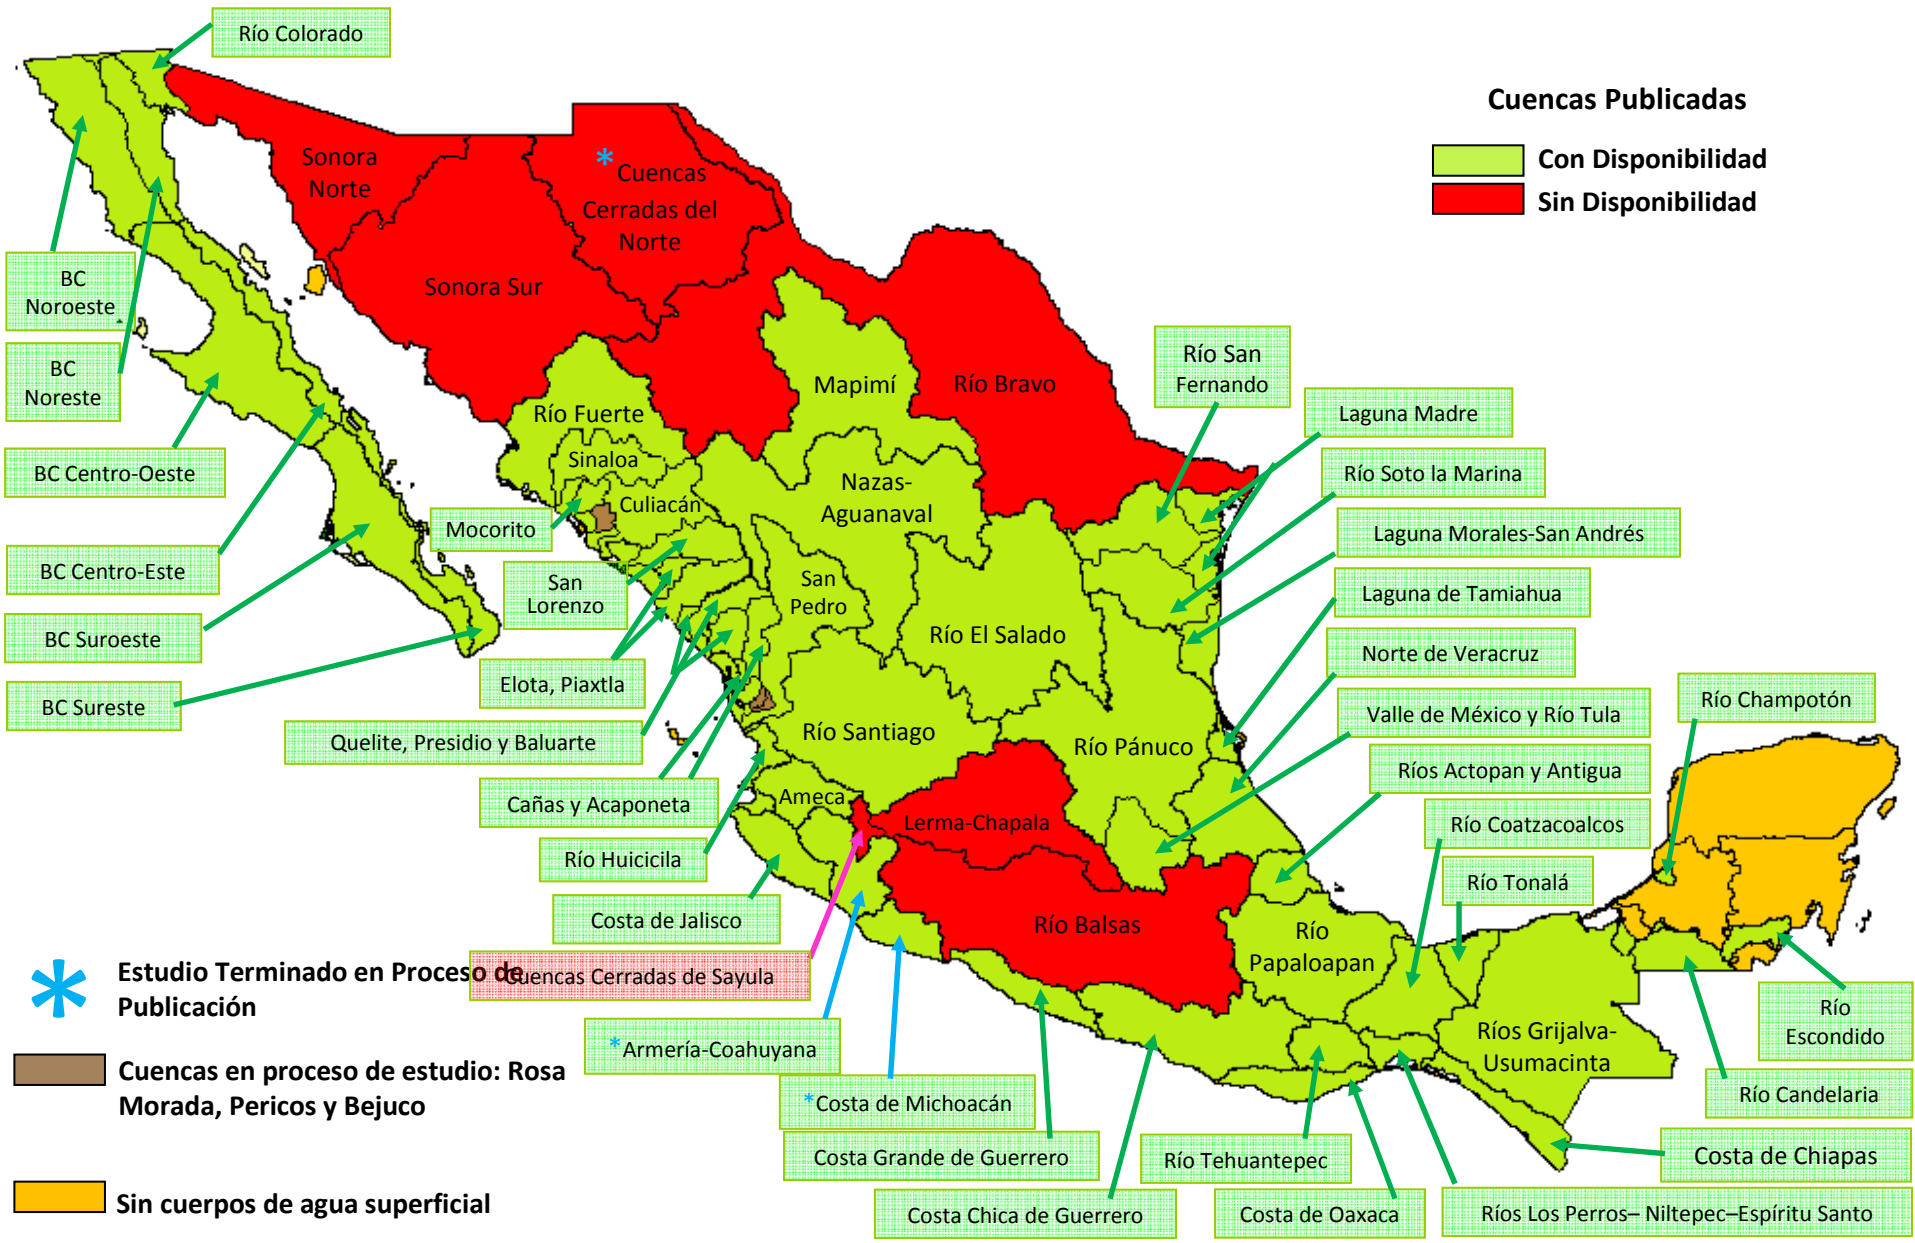 Río Colorado
Cuencas Publicadas
Con Disponibilidad
Sin Disponibilidad
Sonora
Norte
*Cuencas
Cerradas del
Norte
Sonora Sur
BC
Noroeste
BC
Noreste
BC Centro-Oeste
BC Centro-Este
BC Suroeste
BC Sureste
Mapimí
Río Bravo
Río Fuerte
Sinaloa
Culiacán
Mocorito
San
Lorenzo
Nazas-
Aguanaval
San
Pedro
Río El Salado
Elota, Piaxtla
Quelite, Presidio y Baluarte
Cañas y Acaponeta
Río Huicicila
Río Santiago
Río Pánuco
Ameca
Lerma-Chapala
Costa de Jalisco
Cuencas Cerradas de Sayula
Río Balsas
*Armería-Coahuyana
*Costa de Michoacán
Costa Grande de Guerrero
Costa Chica de Guerrero
Río San
Fernando
Laguna Madre
Río Soto la Marina
Laguna Morales-San Andrés
Laguna de Tamiahua
Norte de Veracruz
Valle de México y Río Tula
Ríos Actopan y Antigua
Río Coatzacoalcos
Río Tonalá
Río Champotón
Río
Papaloapan
Ríos Grijalva-
Usumacinta
Río
Escondido
Río Candelaria
Costa de Chiapas
Río Tehuantepec
Costa de Oaxaca
Ríos Los Perros– Niltepec–Espíritu Santo
* Estudio Terminado en Proceso de
Publicación
Cuencas en proceso de estudio: Rosa
Morada, Pericos y Bejuco
Sin cuerpos de agua superficial